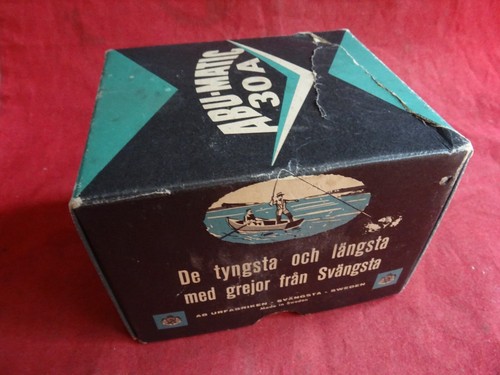 ABU-MATIC
30A
De tyngsta och längsta
med grejor från Svängsta
AB URFABRIKEN · SVÄNGSTA · SWEDEN
Made in Sweden